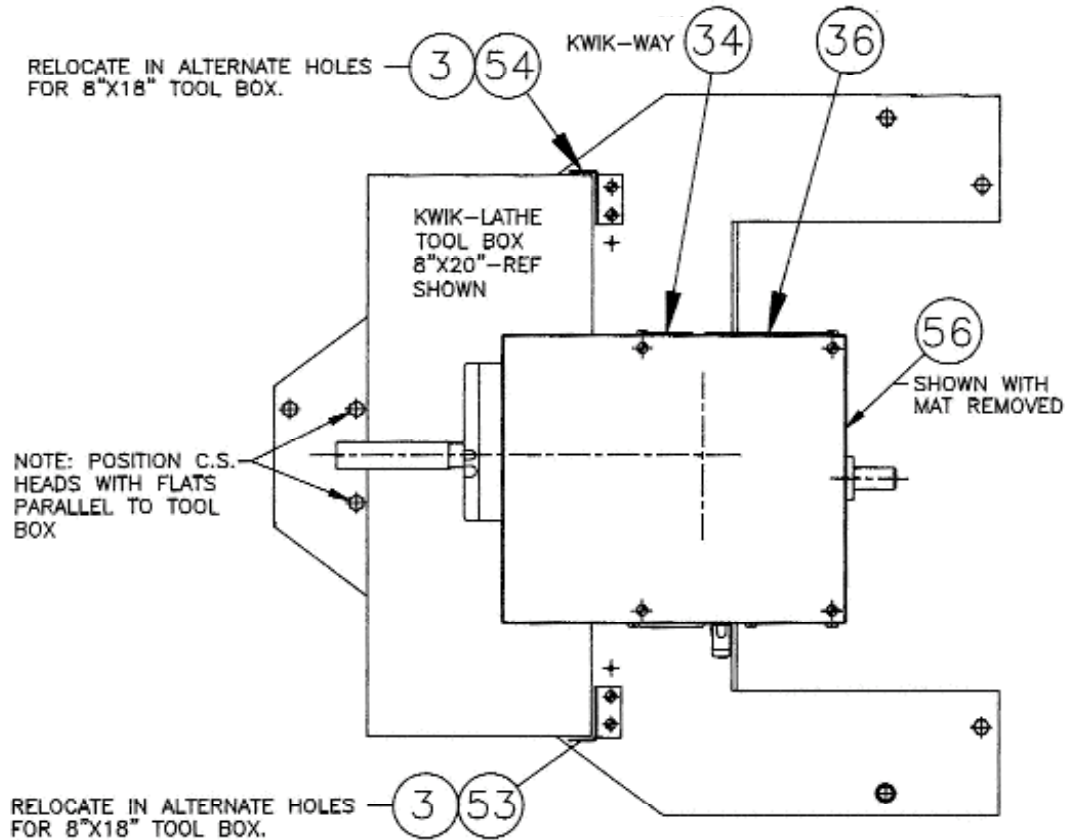 RELOCATE IN ALTERNATE HOLES
FOR 8"X18" TOOL BOX.
3
54
KWIK-WAY
34
36
KWIK-LATHE
TOOL BOX
8"X20"-REF
SHOWN
56
SHOWN WITH
MAT REMOVED
NOTE: POSITION C.S.
HEADS WITH FLATS
PARALLEL TO TOOL
BOX
RELOCATE IN ALTERNATE HOLES
FOR 8"X18" TOOL BOX.
3
53